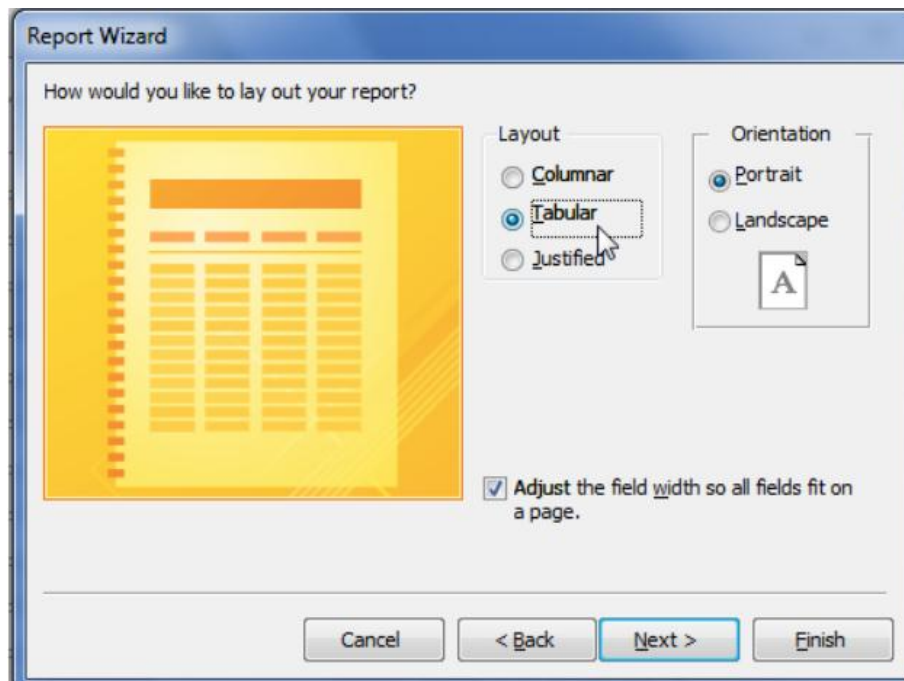 Report Wizard
How would you like to lay out your report?
Layout
Columnar
Tabular
Justified
Orientation
Portrait
Landscape
A
Adjust the field width so all fields fit on
a page.
Cancel
< Back
Next >
Finish